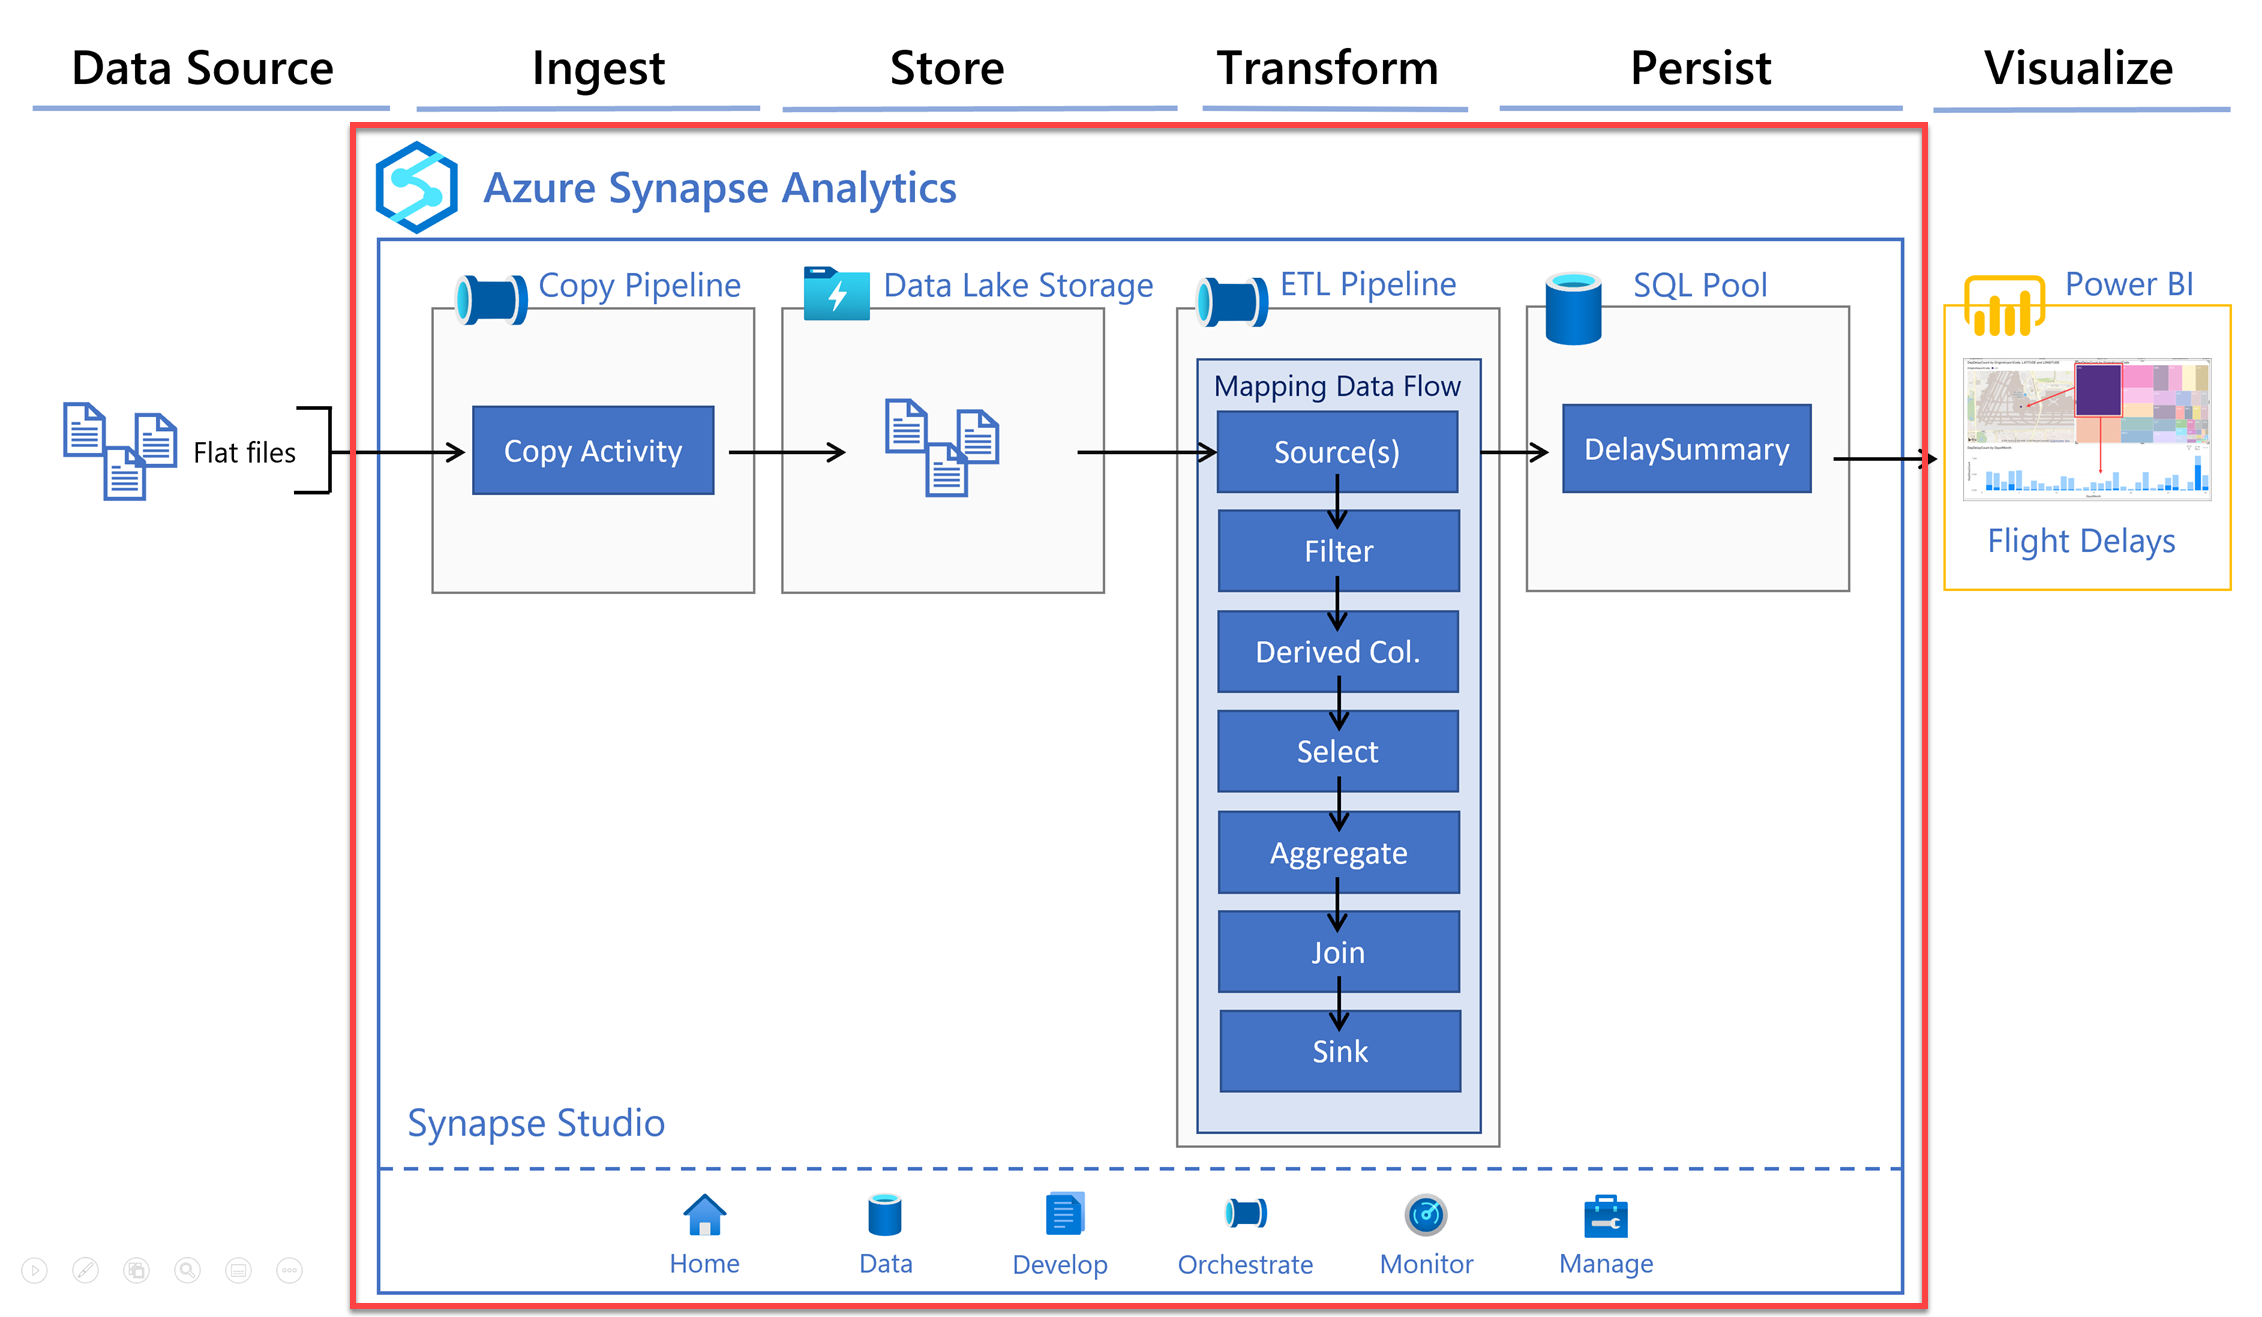 Data Source
Ingest
Store
Transform
Persist
Visualize
Azure Synapse Analytics
Copy Pipeline
Data Lake Storage
ETL Pipeline
SQL Pool
Power BI
Mapping Data Flow
Flat files
Copy Activity
Source(s)
DelaySummary
Flight Delays
Filter
Derived Col.
Select
Aggregate
Join
Sink
Synapse Studio
Home
Data
Develop
Orchestrate
Monitor
Manage